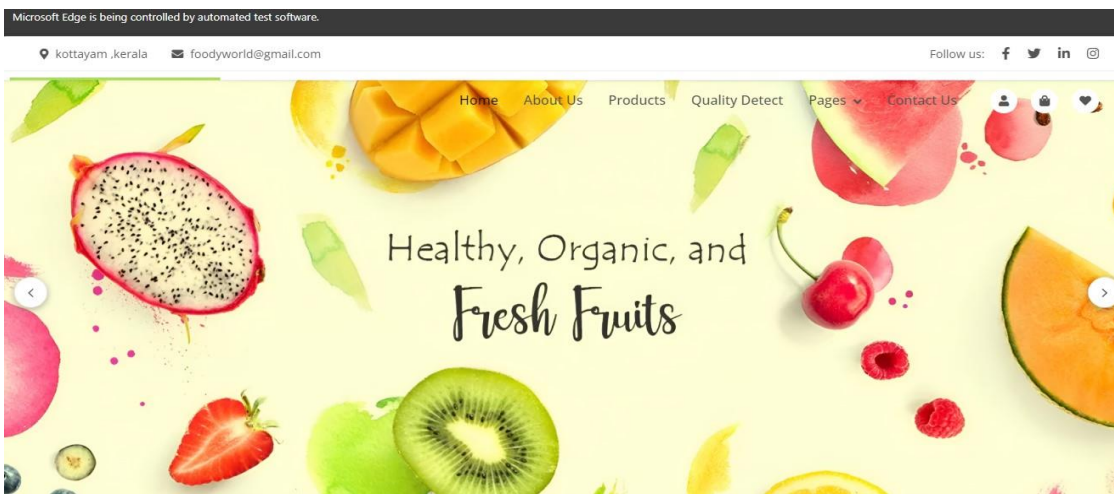 Microsoft Edge is being controlled by automated test software.
kottayam ,kerala foodyworld@gmail.com Follow us:
Home About Us Products Quality Detect Pages Contact Us
Healthy, Organic, and
Fresh Fruits